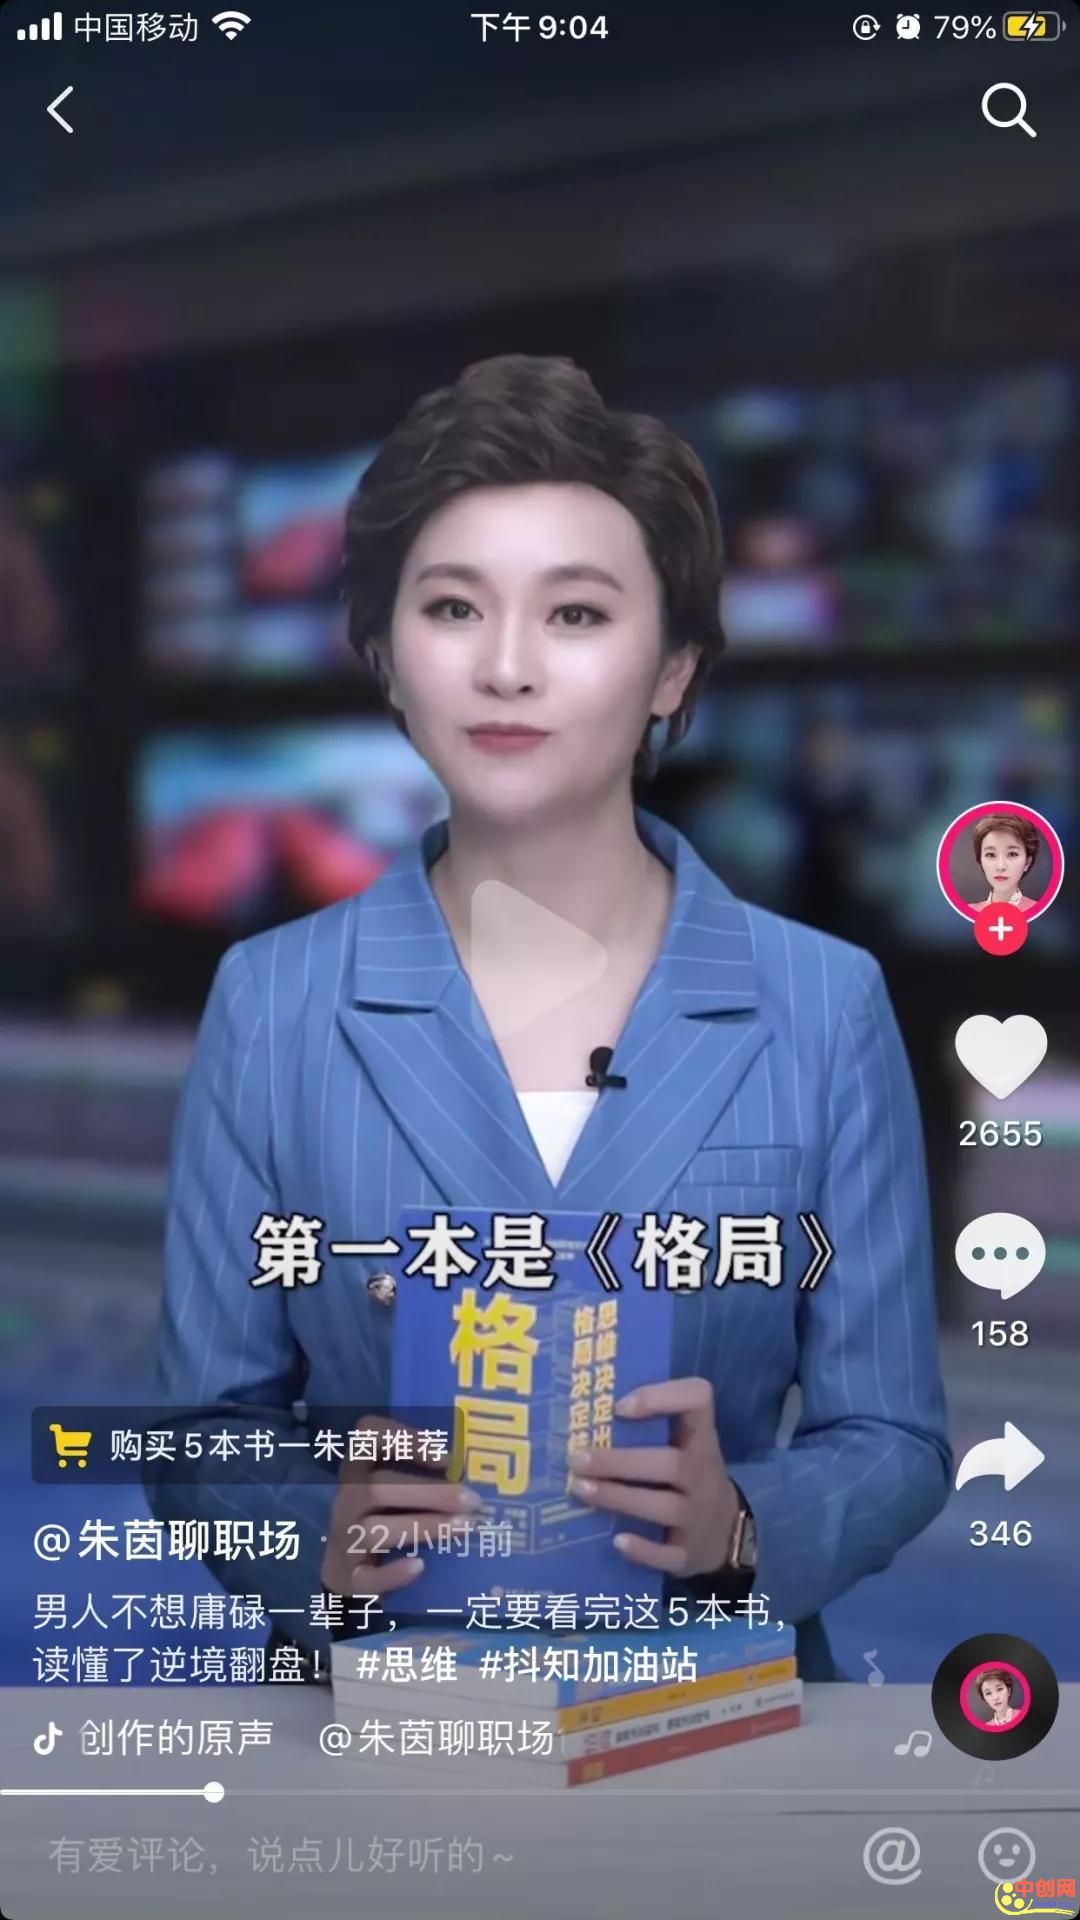 中国移动
下午9:04
79%
2655
第一本是《格局》
格局
思维决定出
格局决定结
158
购买5本书一朱茵推荐
346
@朱茵聊职场 · 22小时前
男人不想庸碌一辈子，一定要看完这5本书，
读懂了逆境翻盘！ #思维 #抖知加油站
创作的原声 @朱茵聊职场
有爱评论，说点儿好听的~
@
中创网